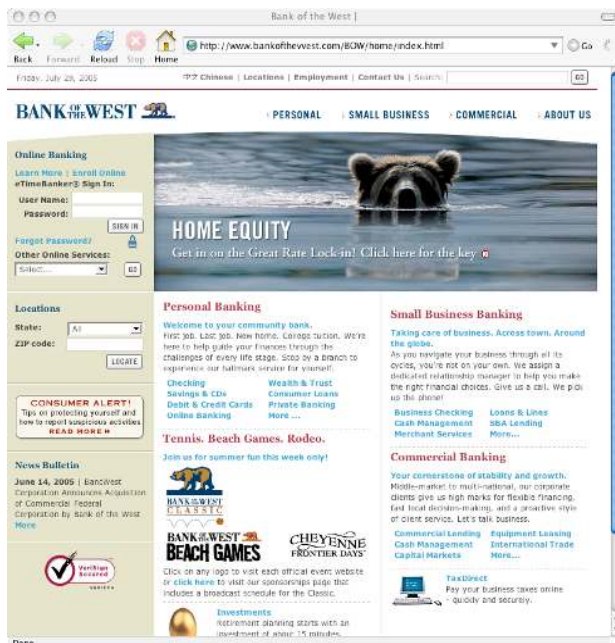 Bank of the West |
Back Forward Reload Stop Home
http://www.bankofthevvest.com/BOW/home/index.html
Go
Friday, July 29, 2005
中文 Chinese | Locations | Employment | Contact Us | Search:
GO
BANK OF THE WEST
PERSONAL
SMALL BUSINESS
COMMERCIAL
ABOUT US
Online Banking
Learn More | Enroll Online
eTimeBanker® Sign In:
User Name:
Password:
SIGN IN
Forgot Password?
Other Online Services:
Select...
GO
HOME EQUITY
Get in on the Great Rate Lock-in! Click here for the key
Locations
State: All
ZIP code:
LOCATE
CONSUMER ALERT!
Tips on protecting yourself and
how to report suspicious activities
READ MORE
News Bulletin
June 14, 2005 | BancWest
Corporation Announces Acquisition
of Commercial Federal
Corporation by Bank of the West
More
VeriSign
Secured
VERIFY
Personal Banking
Welcome to your community bank.
First job. Last job. New home. College tuition. We're
here to help guide your finances through the
challenges of every life stage. Stop by a branch to
experience our hallmark service for yourself.
Checking
Wealth & Trust
Savings & CDs
Consumer Loans
Debit & Credit Cards
Private Banking
Online Banking
More ...
Tennis. Beach Games. Rodeo.
Join us for summer fun this week only!
BANK OF THE WEST
CLASSIC
BANK OF THE WEST
BEACH GAMES
CHEYENNE
FRONTIER DAYS
Click on any logo to visit each official event website
or click here to visit our sponsorships page that
includes a broadcast schedule for the Classic.
Investments
Retirement planning starts with an
investment of about 15 minutes.
Small Business Banking
Taking care of business. Across town. Around
the globe.
As you navigate your business through all its
cycles, you're not on your own. We assign a
dedicated relationship manager to help you make
the right financial choices. Give us a call. We pick
up the phone!
Business Checking
Loans & Lines
Cash Management
SBA Lending
Merchant Services
More...
Commercial Banking
Your cornerstone of stability and growth.
Middle-market to multi-national, our corporate
clients give us high marks for flexible financing,
fast local decision-making, and a proactive style
of client service. Let's talk business.
Commercial Lending
Equipment Leasing
Cash Management
International Trade
Capital Markets
More...
TaxDirect
Pay your business taxes online
- quickly and securely.
Done